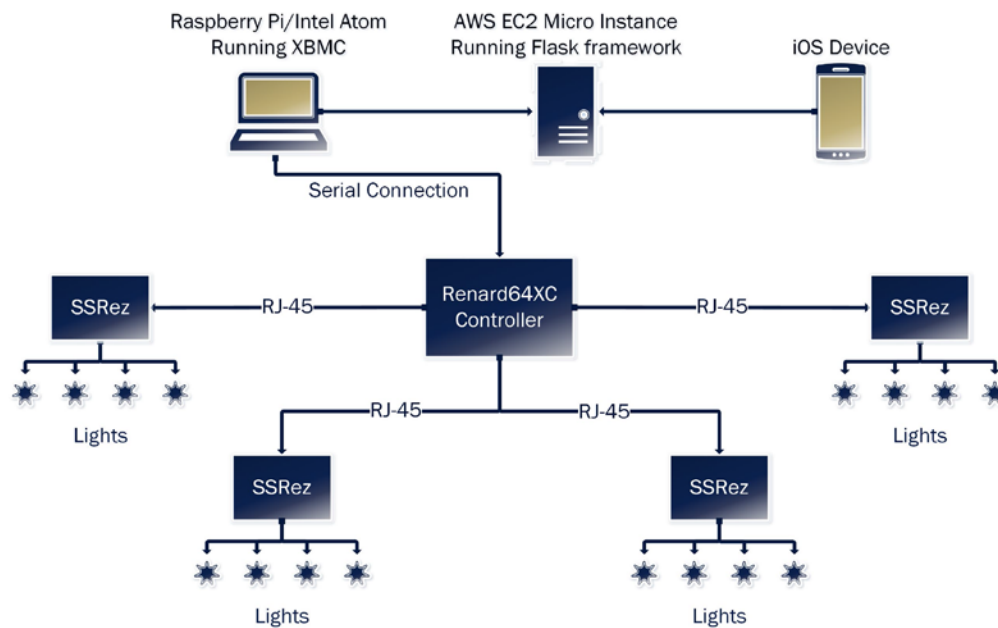 Raspberry Pi/Intel Atom
Running XBMC
AWS EC2 Micro Instance
Running Flask framework
iOS Device
Serial Connection
SSRez
RJ-45
Renard64XC
Controller
RJ-45
SSRez
Lights
RJ-45
RJ-45
Lights
SSRez
SSRez
Lights
Lights